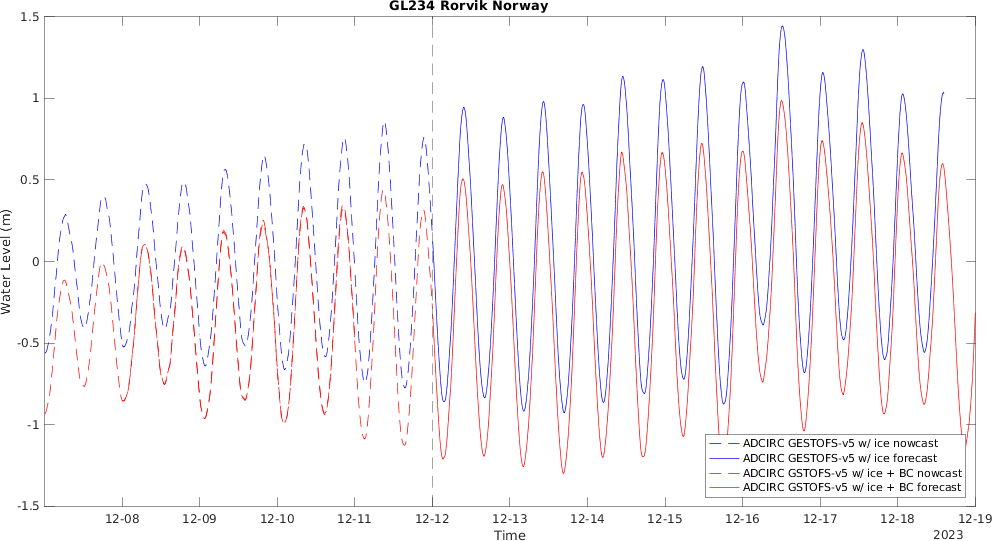 GL234 Rorvik Norway
1.5
1
0.5
0
-0.5
-1
-1.5
Water Level (m)
ADCIRC GESTOFS-v5 w/ ice nowcast
ADCIRC GESTOFS-v5 w/ ice forecast
ADCIRC GSTOFS-v5 w/ ice + BC nowcast
ADCIRC GSTOFS-v5 w/ ice + BC forecast
12-08 12-09 12-10 12-11 12-12 12-13 12-14 12-15 12-16 12-17 12-18 12-19
Time
2023